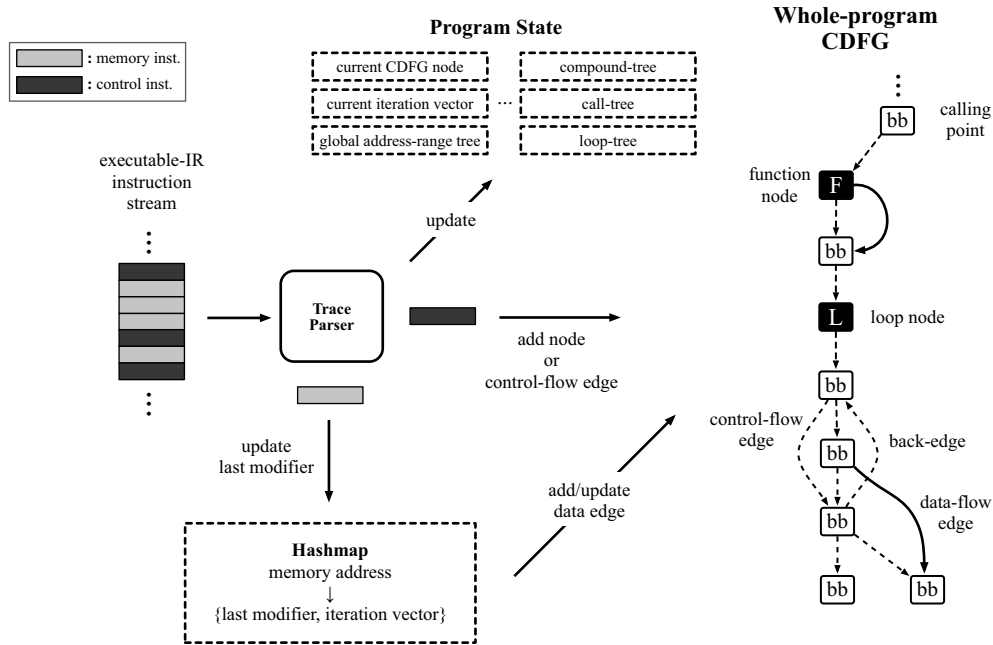 Program State
Whole-program
CDFG
: memory inst.
: control inst.
current CDFG node
compound-tree
current iteration vector
...
call-tree
global address-range tree
loop-tree
executable-IR
instruction
stream
update
Trace
Parser
add node
or
control-flow edge
update
last modifier
add/update
data edge
Hashmap
memory address
↓
{last modifier, iteration vector}
bb
calling
point
function
node
F
bb
L
loop node
bb
control-flow
edge
back-edge
bb
data-flow
edge
bb
bb
bb